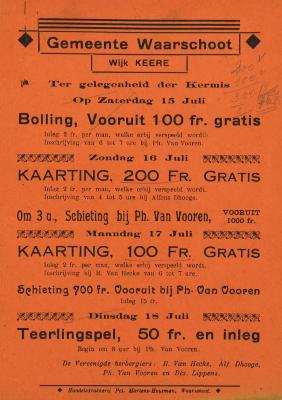 Gemeente Waarschoot
Wijk KEERE
Ter gelegenheid der Kermis
Op Zaterdag 15 Juli
Bolling, Vooruit 100 fr. gratis
Inleg 2 fr. per man, welke erbij verspeeld wordt.
Inschrijving van 6 tot 7 ure bij Ph. Van Vooren.
Zondag 16 Juli
KAARTING, 200 Fr. Gratis
Inleg 2 fr. per man, welke erbij verspeeld wordt.
Inschrijving van 4 tot 5 ure bij Alfons Dhooge.
Om 3 u., Schieting bij Ph. Van Vooren, VOORUIT 1000 fr.
Maandag 17 Juli
KAARTING, 100 Fr. Gratis
Inleg 2 fr. per man, welke erbij verspeeld wordt.
Inschrijving bij R. Van Hecke van 6 tot 7 ure.
Schieting 700 fr. Vooruit bij Ph. Van Vooren
Inleg 15 fr.
Dinsdag 18 Juli
Teerlingspel, 50 fr. en inleg
Begin om 8 uur bij Ph. Van Vooren.
De Vereenigde herbergiers: R. Van Hecke, Alf. Dhooge,
Ph. Van Vooren en Dés. Lippens.
Handelsdrukkerij Pet. Martens-Waarschoot.